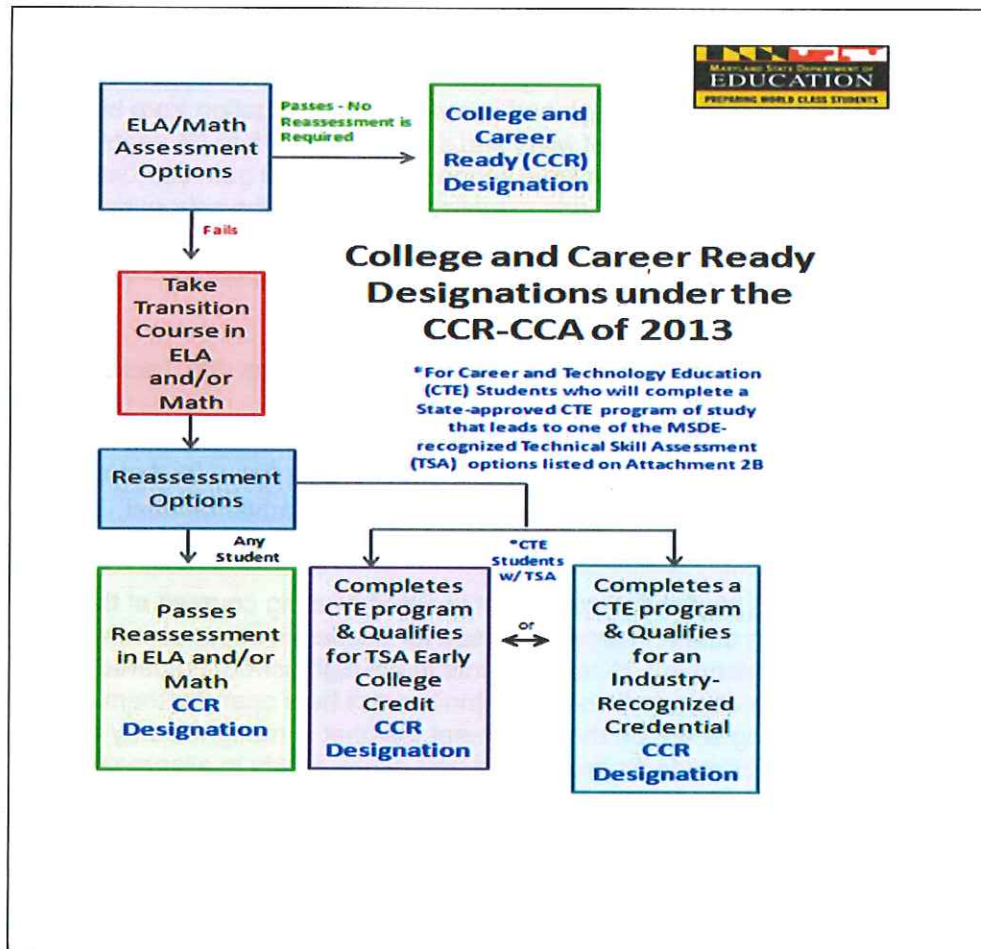 MARYLAND STATE DEPARTMENT OF
EDUCATION
PREPARING WORLD CLASS STUDENTS
ELA/Math
Assessment
Options
Passes - No
Reassessment is
Required
College and
Career
Ready (CCR)
Designation
Fails
College and Career Ready
Designations under the
CCR-CCA of 2013
Take
Transition
Course in
ELA
and/or
Math
*For Career and Technology Education
(CTE) Students who will complete a
State-approved CTE program of study
that leads to one of the MSDE-
recognized Technical Skill Assessment
(TSA) options listed on Attachment 2B
Reassessment
Options
Any
Student
*CTE
Students
w/ TSA
Passes
Reassessment
in ELA and/or
Math
CCR
Designation
Completes
CTE program
& Qualifies
for TSA Early
College
Credit
CCR
Designation
or
Completes a
CTE program
& Qualifies
for an
Industry-
Recognized
Credential
CCR
Designation